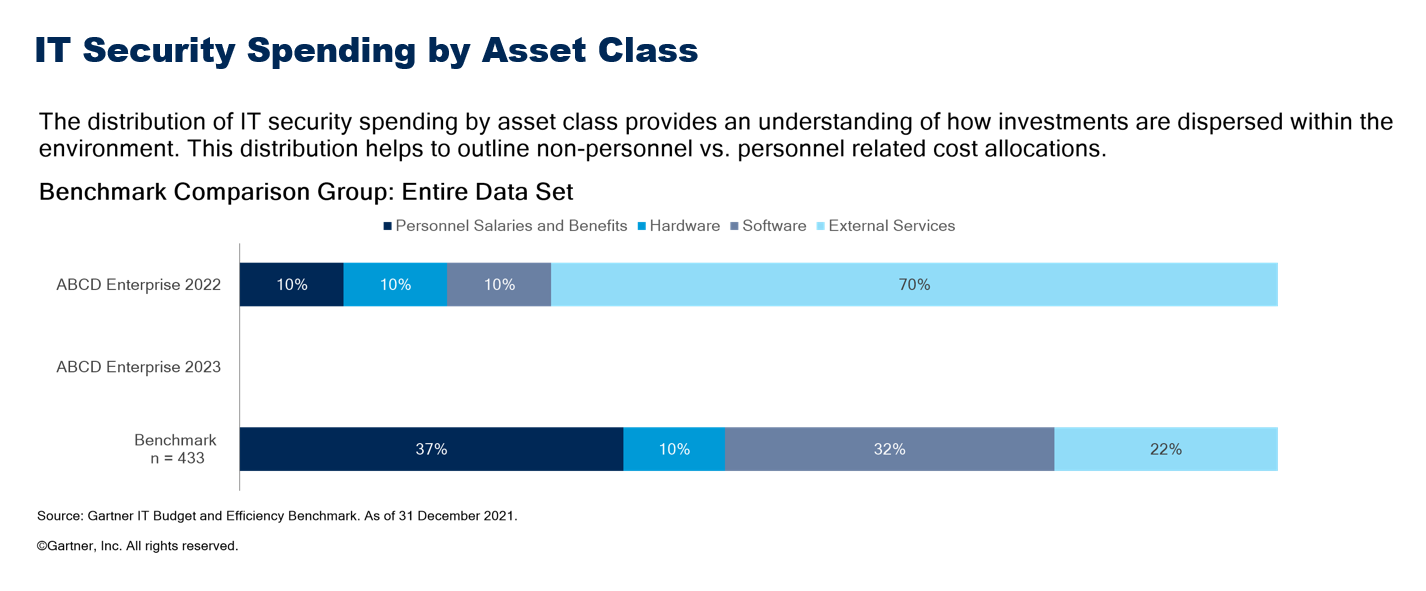 IT Security Spending by Asset Class
The distribution of IT security spending by asset class provides an understanding of how investments are dispersed within the
environment. This distribution helps to outline non-personnel vs. personnel related cost allocations.
Benchmark Comparison Group: Entire Data Set
Personnel Salaries and Benefits Hardware Software External Services
ABCD Enterprise 2022 10% 10% 10% 70%
ABCD Enterprise 2023
Benchmark
n = 433
37% 10% 32% 22%
Source: Gartner IT Budget and Efficiency Benchmark. As of 31 December 2021.
©Gartner, Inc. All rights reserved.